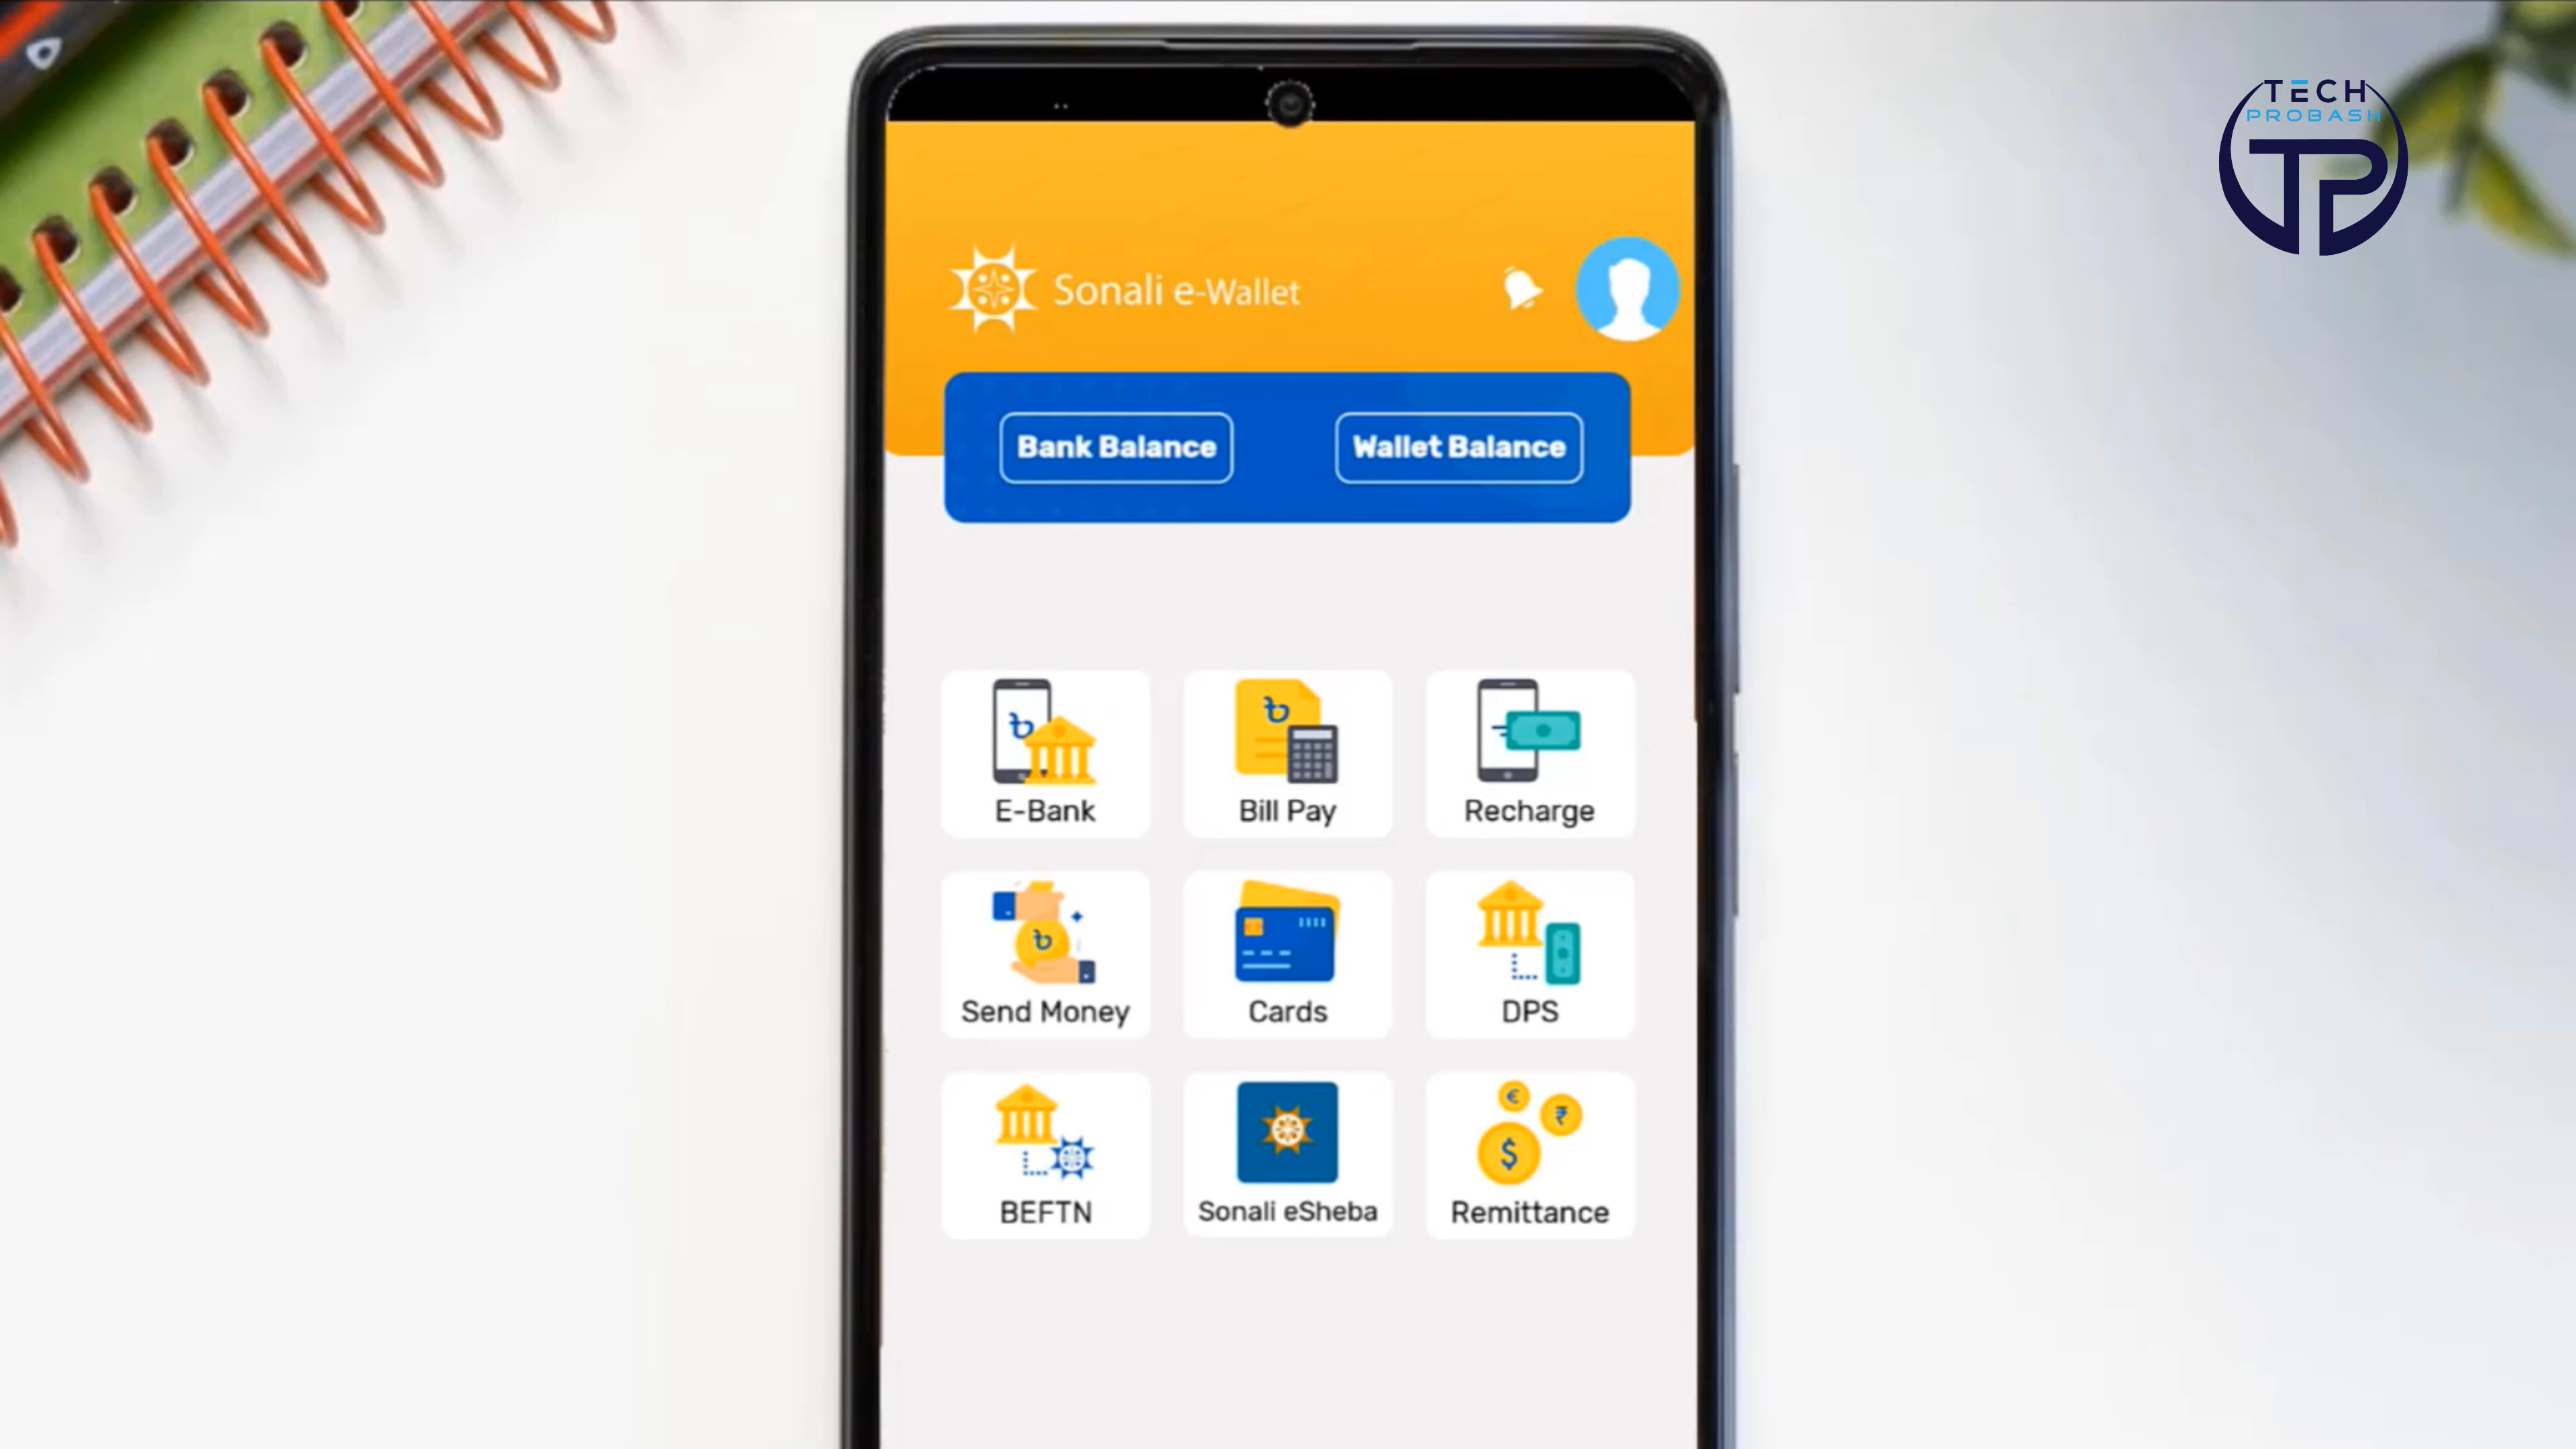 TECH
PROBASH
TP
Sonali e-Wallet
Bank Balance
Wallet Balance
৳
E-Bank
৳
Bill Pay
Recharge
৳
Send Money
Cards
DPS
BEFTN
Sonali eSheba
€
₹
$
Remittance